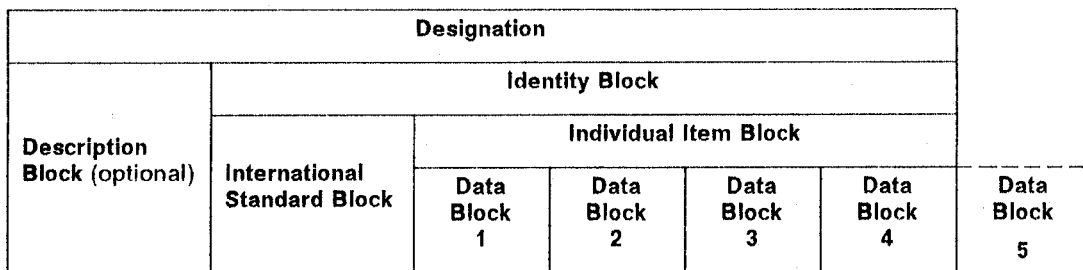 Designation
Identity Block
Individual Item Block
Description
Block (optional)
International
Standard Block
Data
Block
1
Data
Block
2
Data
Block
3
Data
Block
4
Data
Block
5